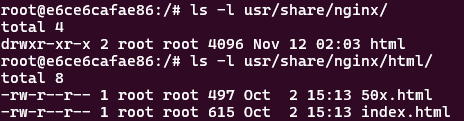 root@e6ce6cafae86:/# ls -l usr/share/nginx/
total 4
drwxr-xr-x 2 root root 4096 Nov 12 02:03 html
root@e6ce6cafae86:/# ls -l usr/share/nginx/html/
total 8
-rw-r--r-- 1 root root 497 Oct  2 15:13 50x.html
-rw-r--r-- 1 root root 615 Oct  2 15:13 index.html